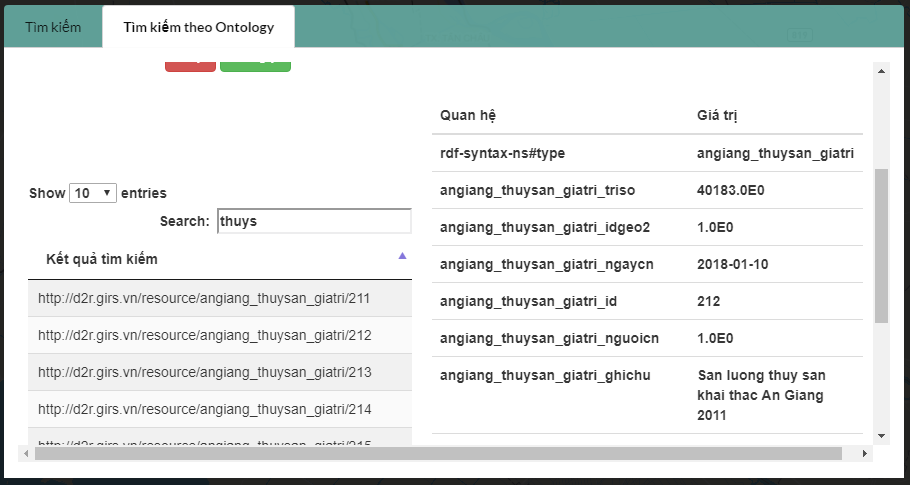 Tìm kiếm
Tìm kiếm theo Ontology
Show 10 entries
Search: thuys
Kết quả tìm kiếm
http://d2r.girs.vn/resource/angiang_thuysan_giatri/211
http://d2r.girs.vn/resource/angiang_thuysan_giatri/212
http://d2r.girs.vn/resource/angiang_thuysan_giatri/213
http://d2r.girs.vn/resource/angiang_thuysan_giatri/214
http://d2r.girs.vn/resource/angiang_thuysan_giatri/215
Quan hệ Giá trị
rdf-syntax-ns#type angiang_thuysan_giatri
angiang_thuysan_giatri_triso 40183.0E0
angiang_thuysan_giatri_idgeo2 1.0E0
angiang_thuysan_giatri_ngaycn 2018-01-10
angiang_thuysan_giatri_id 212
angiang_thuysan_giatri_nguoicn 1.0E0
angiang_thuysan_giatri_ghichu San luong thuy san
khai thac An Giang
2011